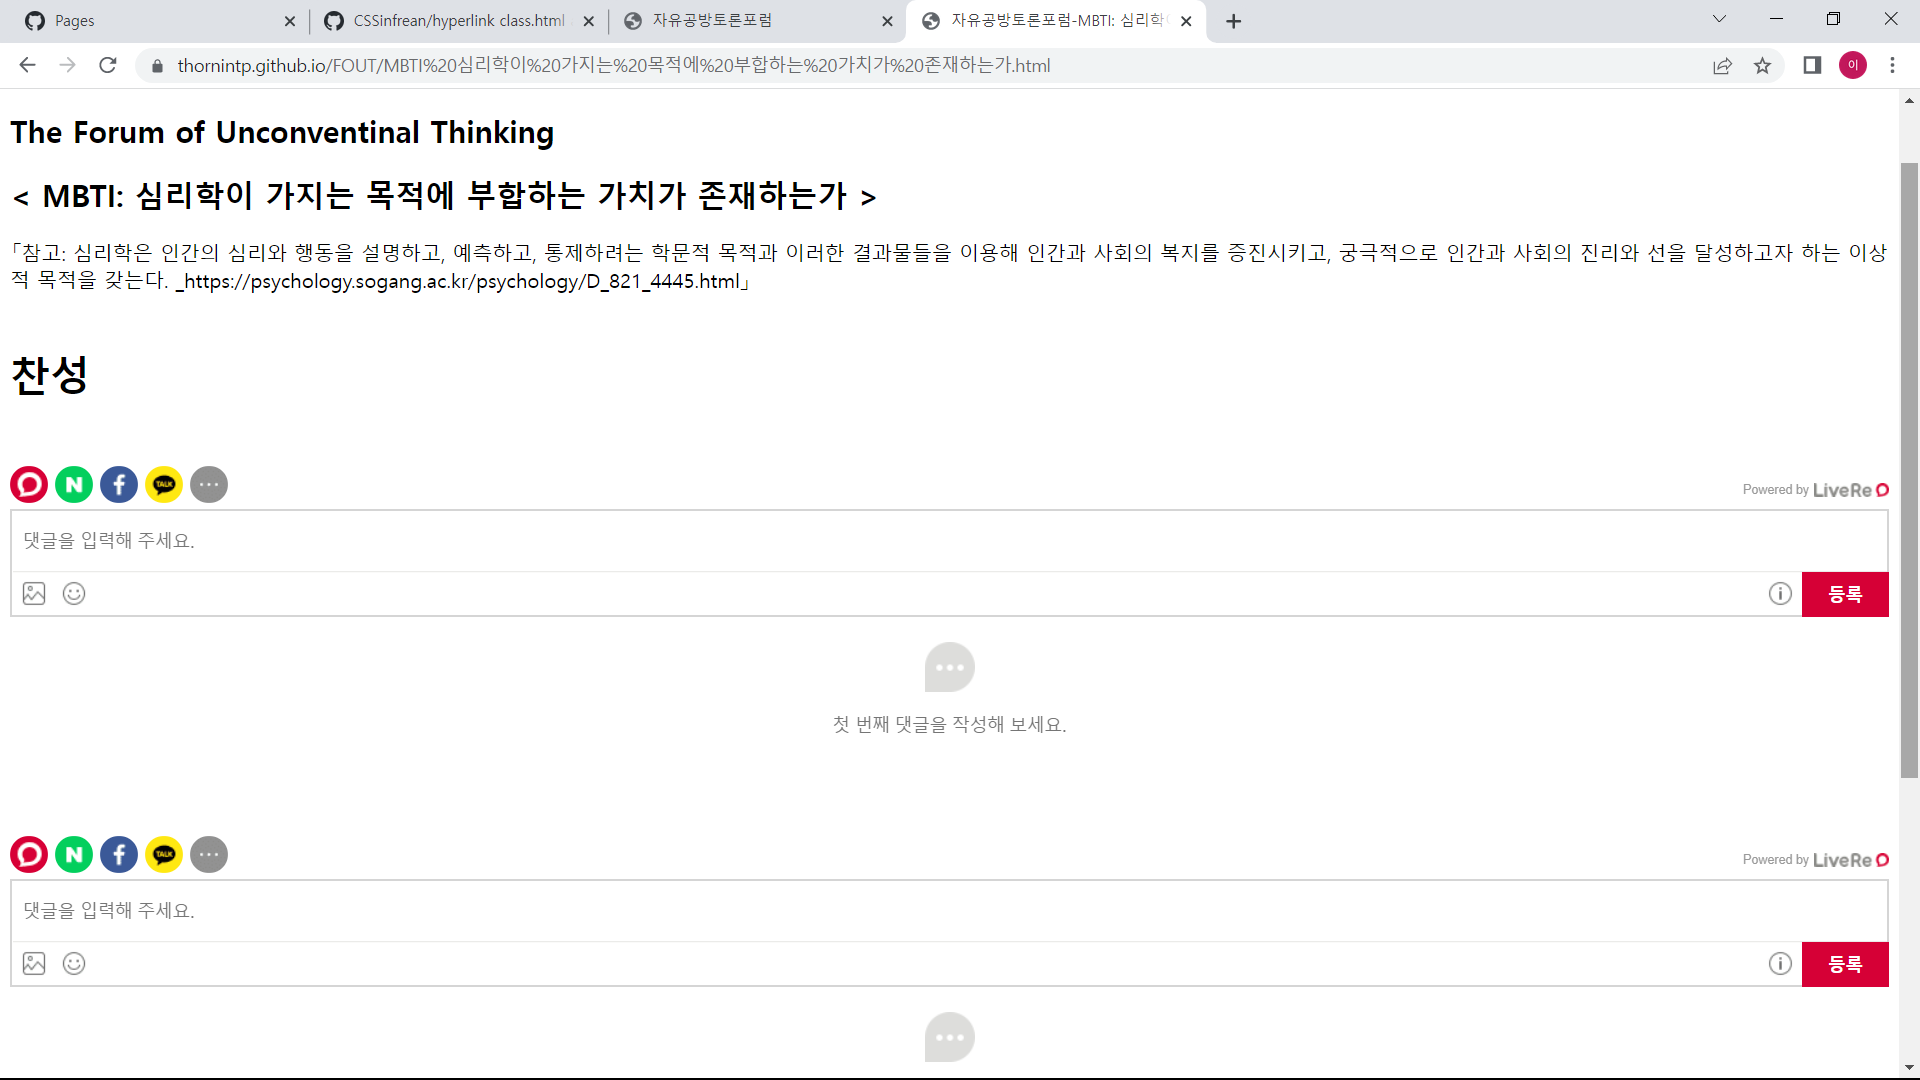 Pages
CSSinfrean/hyperlink class.html
자유공방토론포럼
자유공방토론포럼-MBTI: 심리학
thornintp.github.io/FOUT/MBTI%20심리학이%20가지는%20목적에%20부합하는%20가치가%20존재하는가.html
이
The Forum of Unconventinal Thinking
< MBTI: 심리학이 가지는 목적에 부합하는 가치가 존재하는가 >
「참고: 심리학은 인간의 심리와 행동을 설명하고, 예측하고, 통제하려는 학문적 목적과 이러한 결과물들을 이용해 인간과 사회의 복지를 증진시키고, 궁극적으로 인간과 사회의 진리와 선을 달성하고자 하는 이상
적 목적을 갖는다. _https://psychology.sogang.ac.kr/psychology/D_821_4445.html」
찬성
N f TALK
Powered by LiveRe
댓글을 입력해 주세요.
등록
첫 번째 댓글을 작성해 보세요.
N f TALK
Powered by LiveRe
댓글을 입력해 주세요.
등록